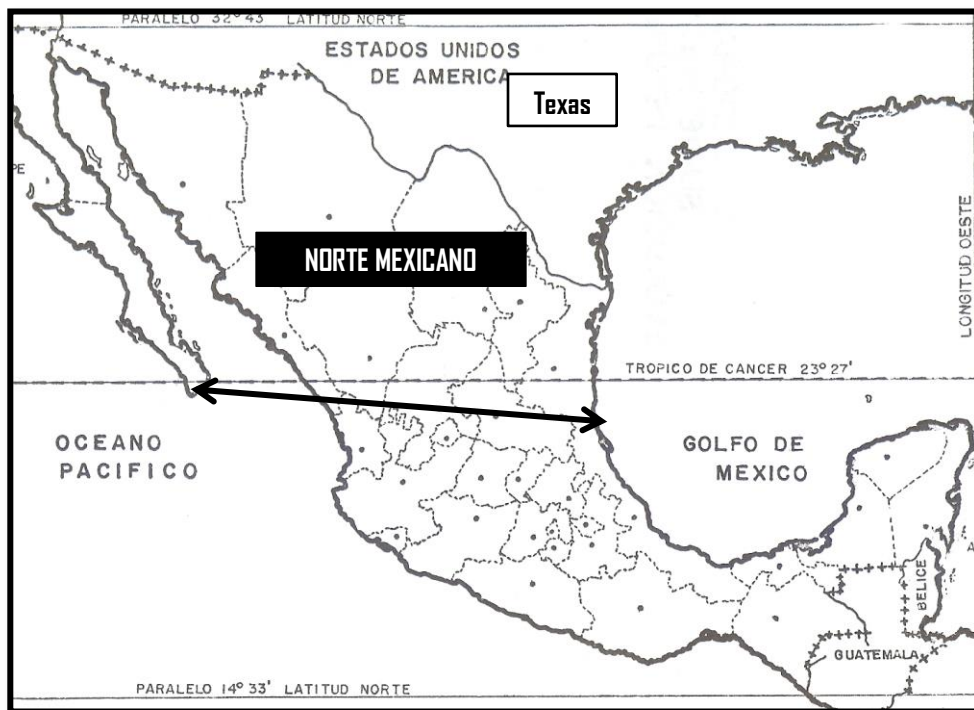 PARALELO 32° 43' LATITUD NORTE
ESTADOS UNIDOS
DE AMERICA
Texas
LONGITUD OESTE
NORTE MEXICANO
TROPICO DE CANCER 23° 27'
OCEANO
PACIFICO
GOLFO DE
MEXICO
BELICE
GUATEMALA
PARALELO 14° 33' LATITUD NORTE